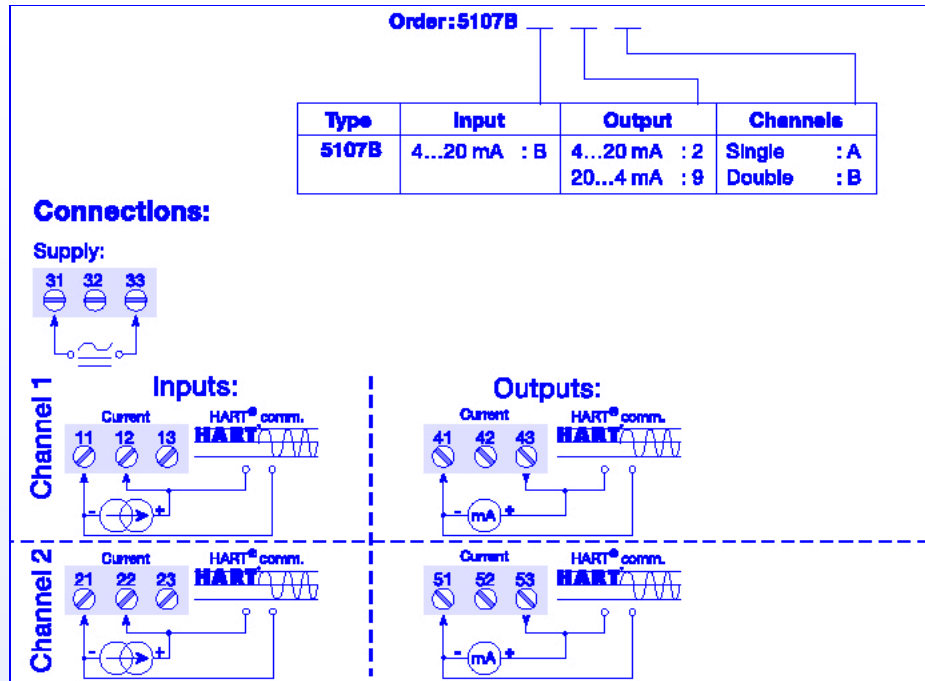 Order:5107B
Type Input Output Channels
5107B 4...20 mA : B 4...20 mA : 2 Single : A
20...4 mA : 9 Double : B
Connections:
Supply:
31 32 33
Inputs: Outputs:
Channel 1
Current HART® comm. Current HART® comm.
11 12 13 HART 41 42 43 HART
- + - mA +
Channel 2
Current HART® comm. Current HART® comm.
21 22 23 HART 51 52 53 HART
- + - mA +